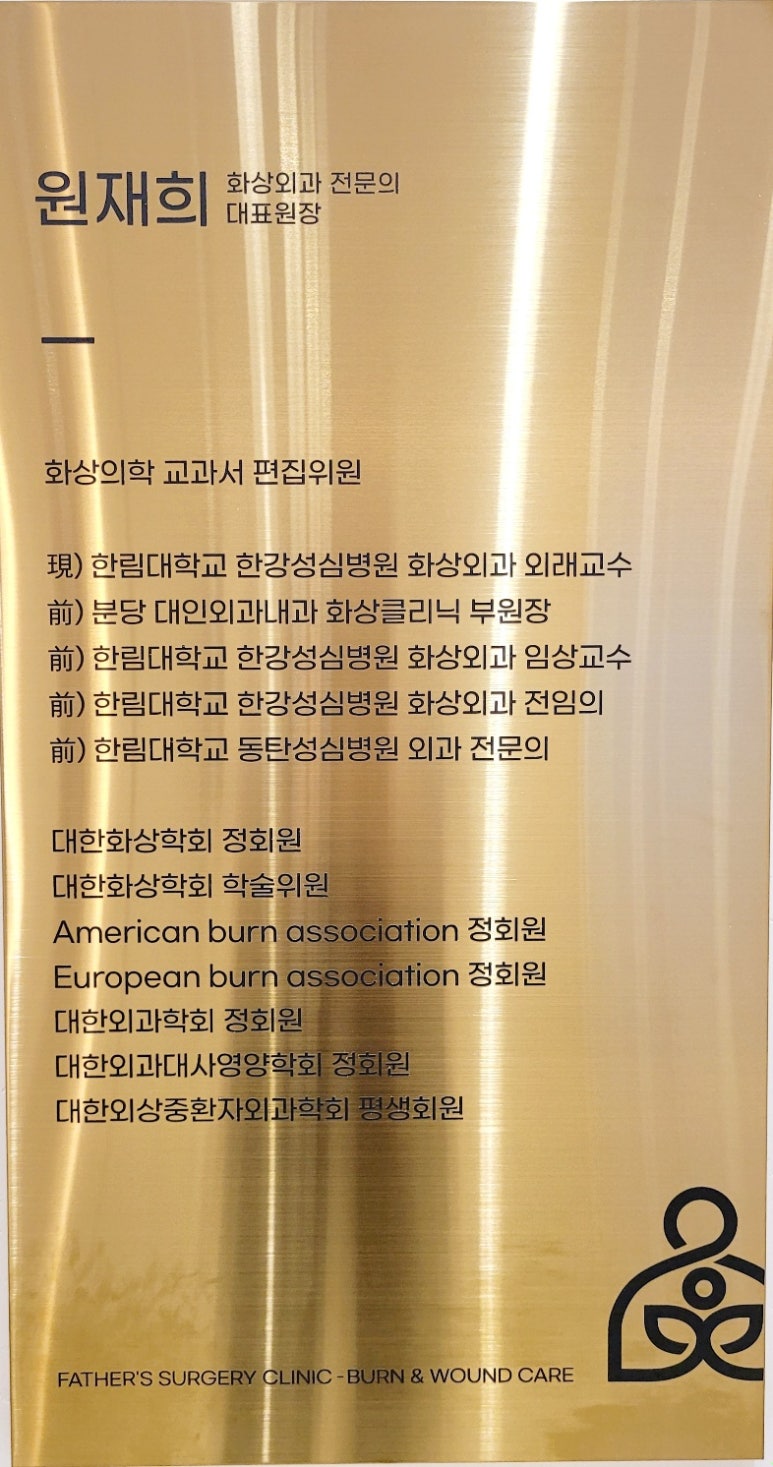 원재희 화상외과 전문의
대표원장
화상의학 교과서 편집위원
現) 한림대학교 한강성심병원 화상외과 외래교수
前) 분당 대인외과내과 화상클리닉 부원장
前) 한림대학교 한강성심병원 화상외과 임상교수
前) 한림대학교 한강성심병원 화상외과 전임의
前) 한림대학교 동탄성심병원 외과 전문의
대한화상학회 정회원
대한화상학회 학술위원
American burn association 정회원
European burn association 정회원
대한외과학회 정회원
대한외과대사영양학회 정회원
대한외상중환자외과학회 평생회원
FATHER'S SURGERY CLINIC - BURN & WOUND CARE